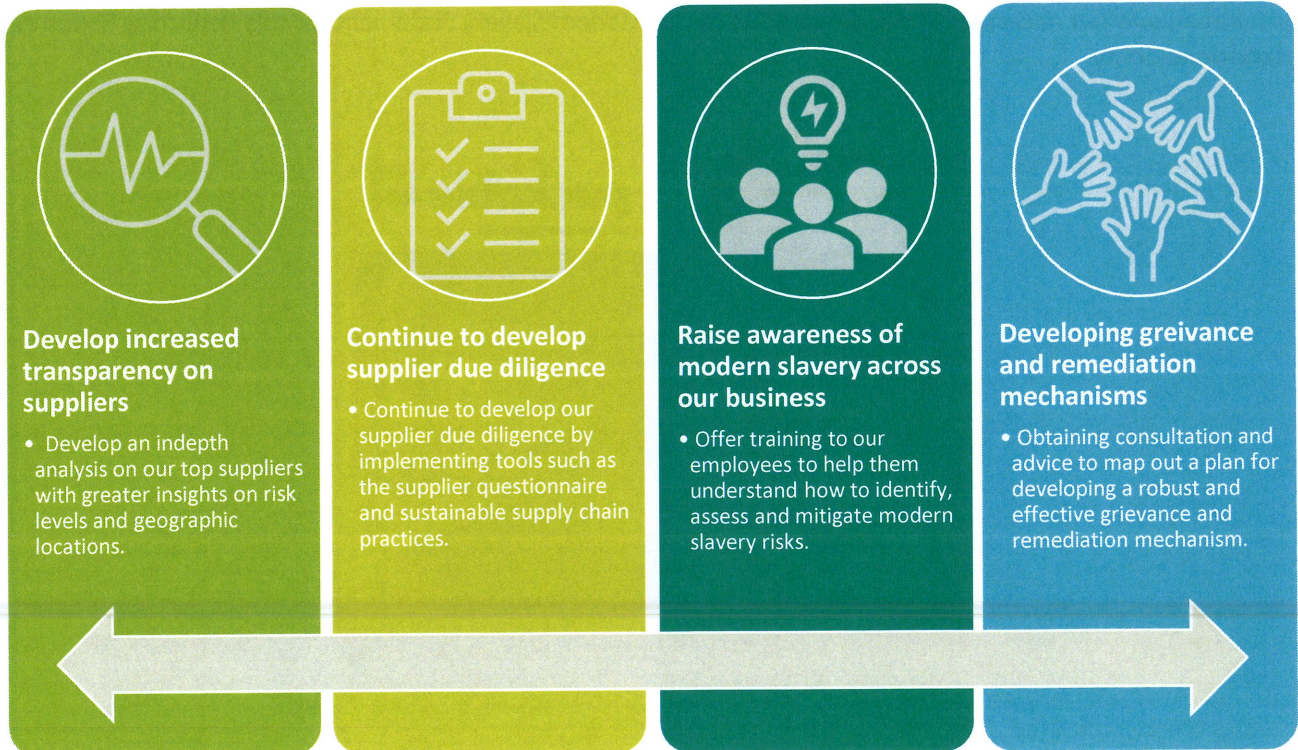 Develop increased
transparency on
suppliers
• Develop an indepth
analysis on our top suppliers
with greater insights on risk
levels and geographic
locations.
Continue to develop
supplier due diligence
• Continue to develop our
supplier due diligence by
implementing tools such as
the supplier questionnaire
and sustainable supply chain
practices.
Raise awareness of
modern slavery across
our business
• Offer training to our
employees to help them
understand how to identify,
assess and mitigate modern
slavery risks.
Developing greivance
and remediation
mechanisms
• Obtaining consultation and
advice to map out a plan for
developing a robust and
effective grievance and
remediation mechanism.